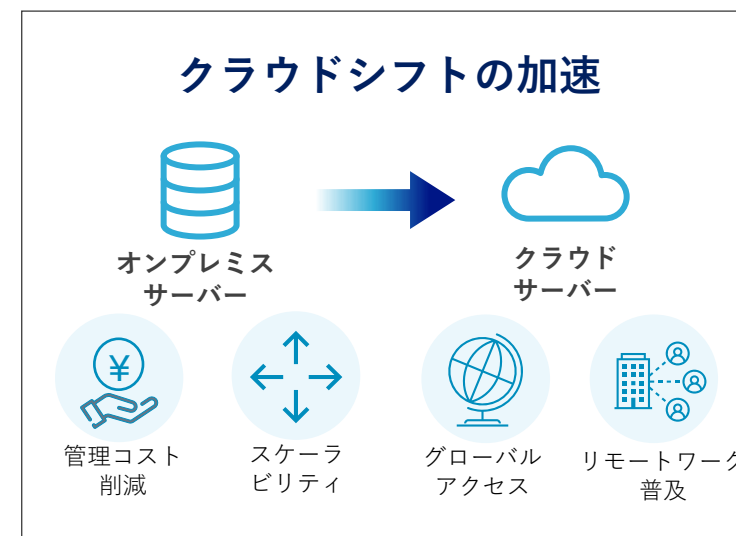 クラウドシフトの加速
オンプレミス
サーバー
クラウド
サーバー
¥
管理コスト
削減
スケーラ
ビリティ
グローバル
アクセス
リモートワーク
普及